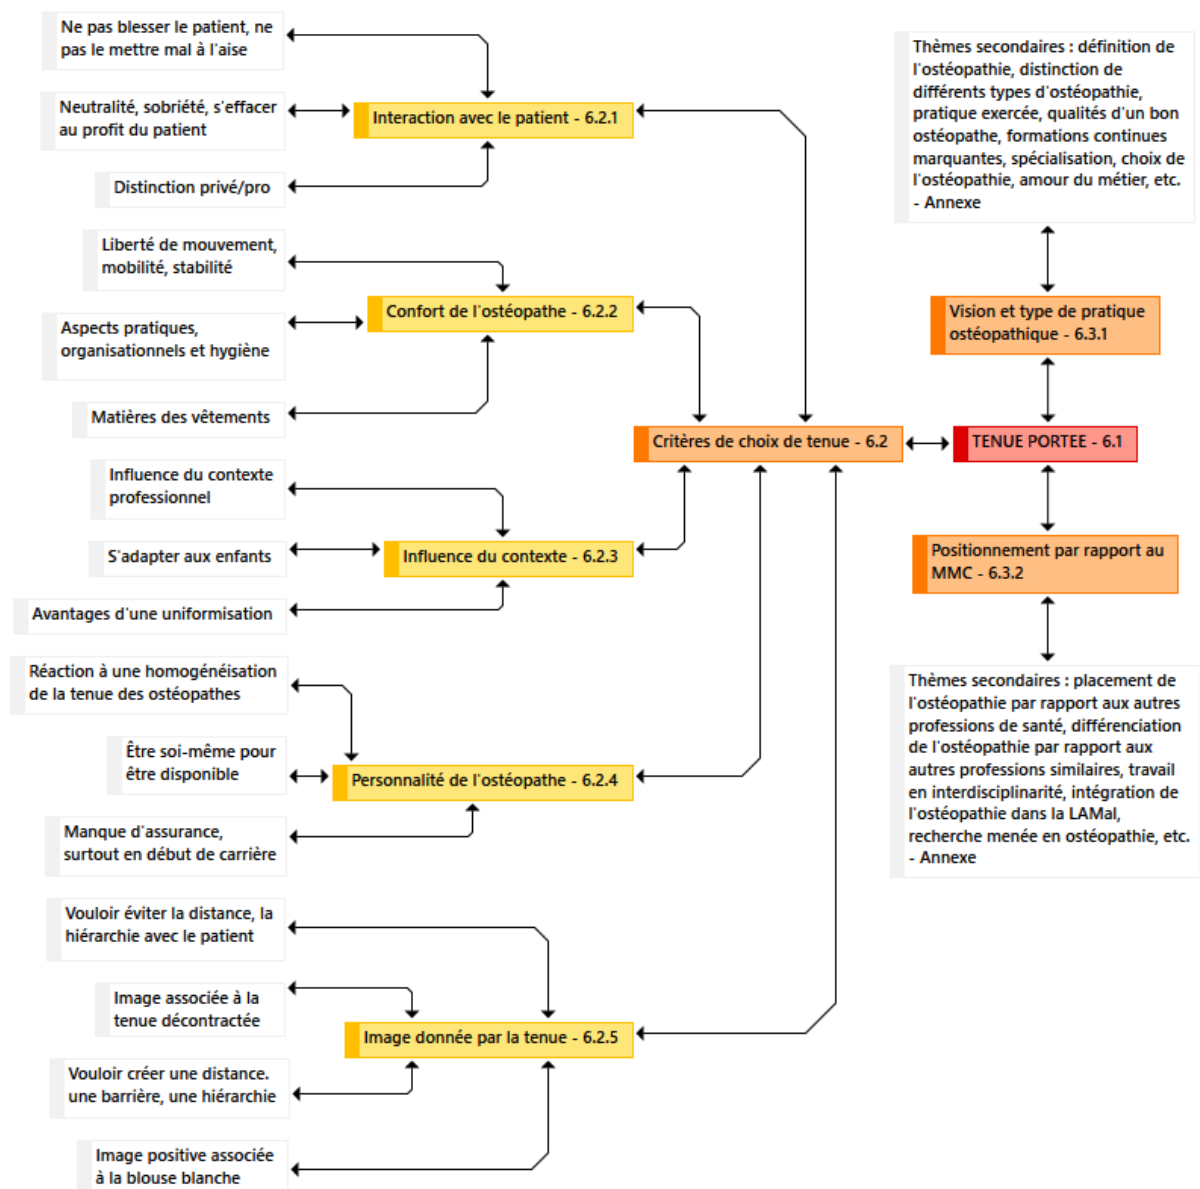 Ne pas blesser le patient, ne
pas le mettre mal à l'aise
Neutralité, sobriété, s'effacer
au profit du patient
Interaction avec le patient - 6.2.1
Distinction privé/pro
Liberté de mouvement,
mobilité, stabilité
Confort de l'ostéopathe - 6.2.2
Aspects pratiques,
organisationnels et hygiène
Matières des vêtements
Influence du contexte
professionnel
S'adapter aux enfants
Influence du contexte - 6.2.3
Avantages d'une uniformisation
Réaction à une homogénéisation
de la tenue des ostéopathes
Être soi-même pour
être disponible
Personnalité de l'ostéopathe - 6.2.4
Manque d'assurance,
surtout en début de carrière
Vouloir éviter la distance, la
hiérarchie avec le patient
Image associée à la
tenue décontractée
Image donnée par la tenue - 6.2.5
Vouloir créer une distance.
une barrière, une hiérarchie
Image positive associée
à la blouse blanche
Critères de choix de tenue - 6.2
Thèmes secondaires : définition de
l'ostéopathie, distinction de
différents types d'ostéopathie,
pratique exercée, qualités d'un bon
ostéopathe, formations continues
marquantes, spécialisation, choix de
l'ostéopathie, amour du métier, etc.
- Annexe
Vision et type de pratique
ostéopathique - 6.3.1
TENUE PORTEE - 6.1
Positionnement par rapport au
MMC - 6.3.2
Thèmes secondaires : placement de
l'ostéopathie par rapport aux autres
professions de santé, différenciation
de l'ostéopathie par rapport aux
autres professions similaires, travail
en interdisciplinarité, intégration de
l'ostéopathie dans la LAMal,
recherche menée en ostéopathie, etc.
- Annexe